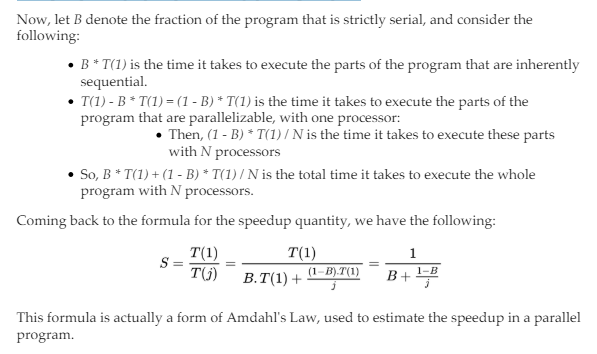 Now, let B denote the fraction of the program that is strictly serial, and consider the
following:
• B * T(1) is the time it takes to execute the parts of the program that are inherently
sequential.
• T(1) - B * T(1) = (1 - B) * T(1) is the time it takes to execute the parts of the
program that are parallelizable, with one processor:
• Then, (1 - B) * T(1) / N is the time it takes to execute these parts
with N processors
• So, B * T(1) + (1 - B) * T(1) / N is the total time it takes to execute the whole
program with N processors.
Coming back to the formula for the speedup quantity, we have the following:
S = T(1) / T(j) = T(1) / (B. T(1) + (1−B).T(1) / j) = 1 / (B + (1−B) / j)
This formula is actually a form of Amdahl's Law, used to estimate the speedup in a parallel
program.